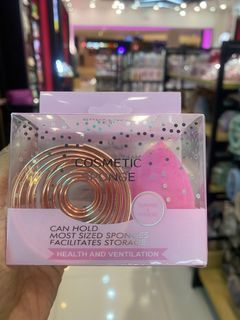 COSMETIC
SPONGE
CAN HOLD
MOST SIZED SPONGES
FACILITATES STORAGE
HEALTH AND VENTILATION